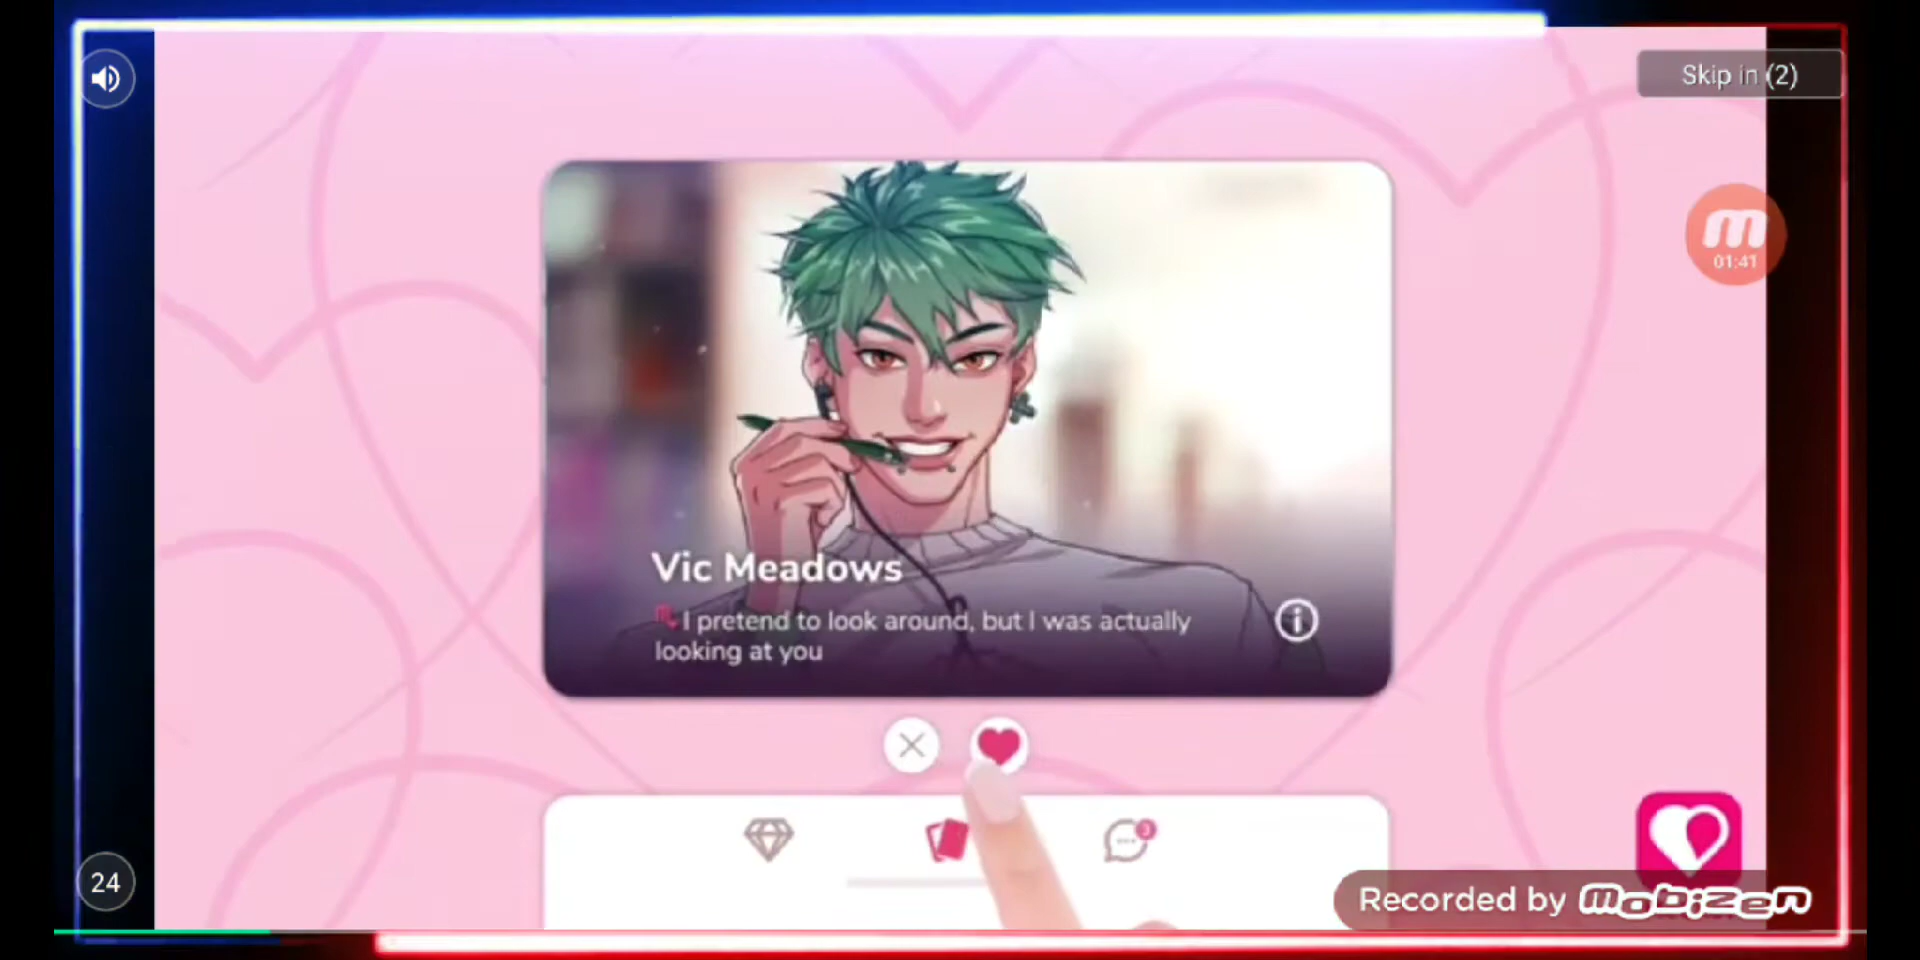 Skip in (2)
m
01:41
Vic Meadows
♏ I pretend to look around, but I was actually
looking at you
3
24
Recorded by mobizen